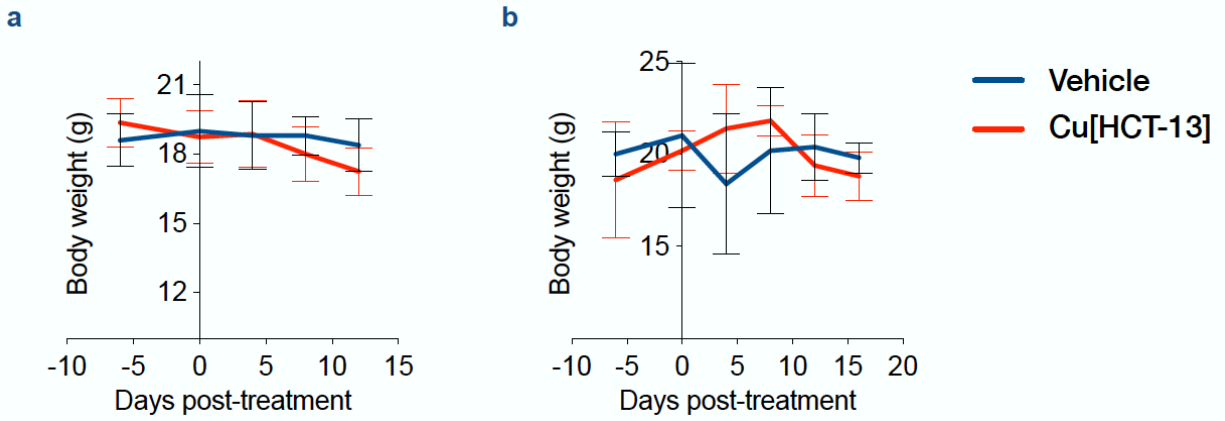 a
Body weight (g)
21
18
15
12
-10 -5 0 5 10 15
Days post-treatment
b
Body weight (g)
25
20
15
-10 -5 0 5 10 15 20
Days post-treatment
Vehicle
Cu[HCT-13]